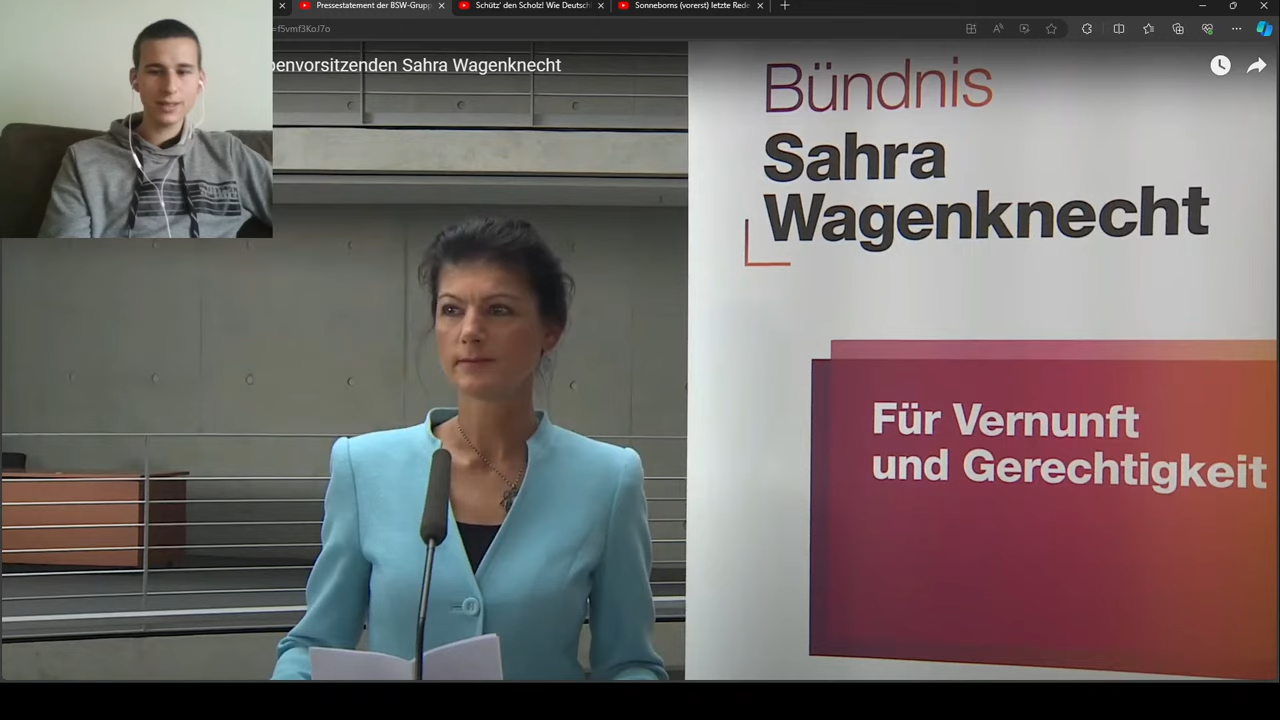 Pressestatement der BSW-Grupp
Schütz' den Scholz! Wie Deutsch
Sonneborns (vorerst) letzte Rede
=f5vmf3KoJ7o
envorsitzenden Sahra Wagenknecht
Bündnis
Sahra
Wagenknecht
Für Vernunft
und Gerechtigkeit